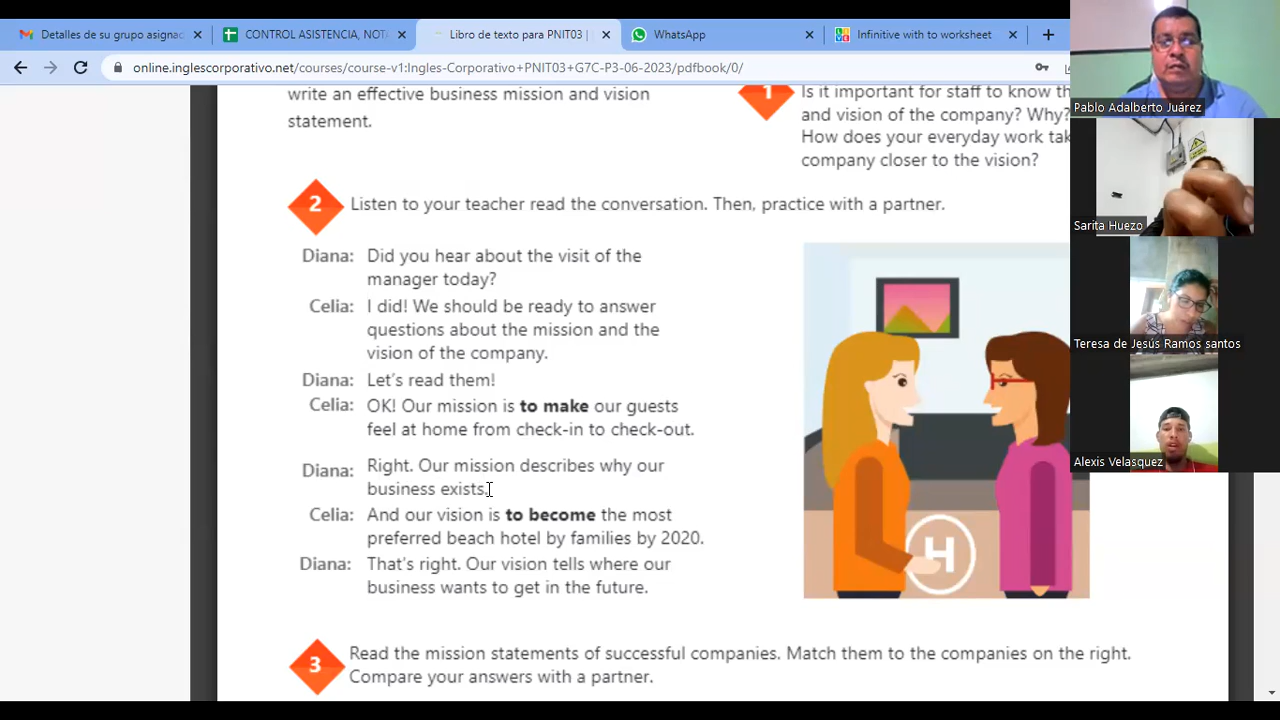 Detalles de su grupo asigna
CONTROL ASISTENCIA, NOT
Libro de texto para PNIT03 |
WhatsApp
Infinitive with to worksheet
online.inglescorporativo.net/courses/course-v1:Ingles-Corporativo+PNIT03+G7C-P3-06-2023/pdfbook/0/
Pablo Adalberto Juárez
Sarita Huezo
Teresa de Jesús Ramos santos
Alexis Velasquez
write an effective business mission and vision
statement.
1
Is it important for staff to know th
and vision of the company? Why?
How does your everyday work tak
company closer to the vision?
2
Listen to your teacher read the conversation. Then, practice with a partner.
Diana: Did you hear about the visit of the
manager today?
Celia: I did! We should be ready to answer
questions about the mission and the
vision of the company.
Diana: Let's read them!
Celia: OK! Our mission is to make our guests
feel at home from check-in to check-out.
Diana: Right. Our mission describes why our
business exists.
Celia: And our vision is to become the most
preferred beach hotel by families by 2020.
Diana: That's right. Our vision tells where our
business wants to get in the future.
H
3
Read the mission statements of successful companies. Match them to the companies on the right.
Compare your answers with a partner.